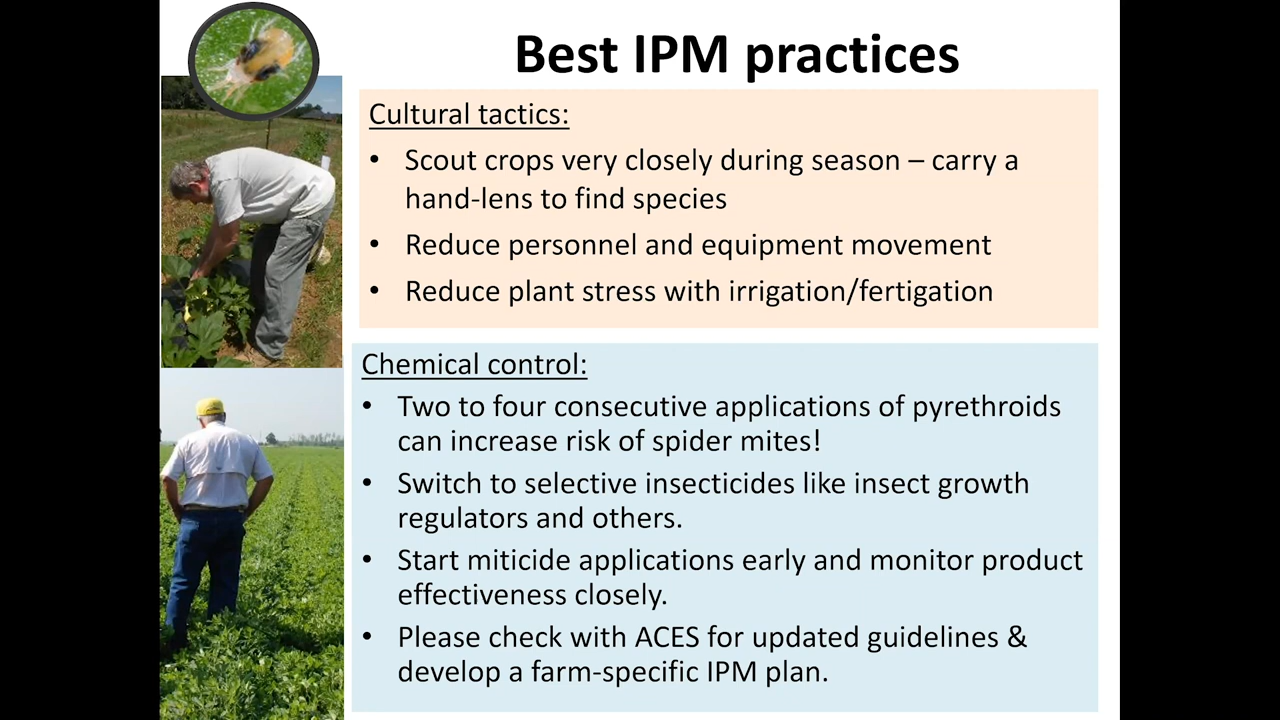 Best IPM practices
Cultural tactics:
• Scout crops very closely during season – carry a
hand-lens to find species
• Reduce personnel and equipment movement
• Reduce plant stress with irrigation/fertigation
Chemical control:
• Two to four consecutive applications of pyrethroids
can increase risk of spider mites!
• Switch to selective insecticides like insect growth
regulators and others.
• Start miticide applications early and monitor product
effectiveness closely.
• Please check with ACES for updated guidelines &
develop a farm-specific IPM plan.